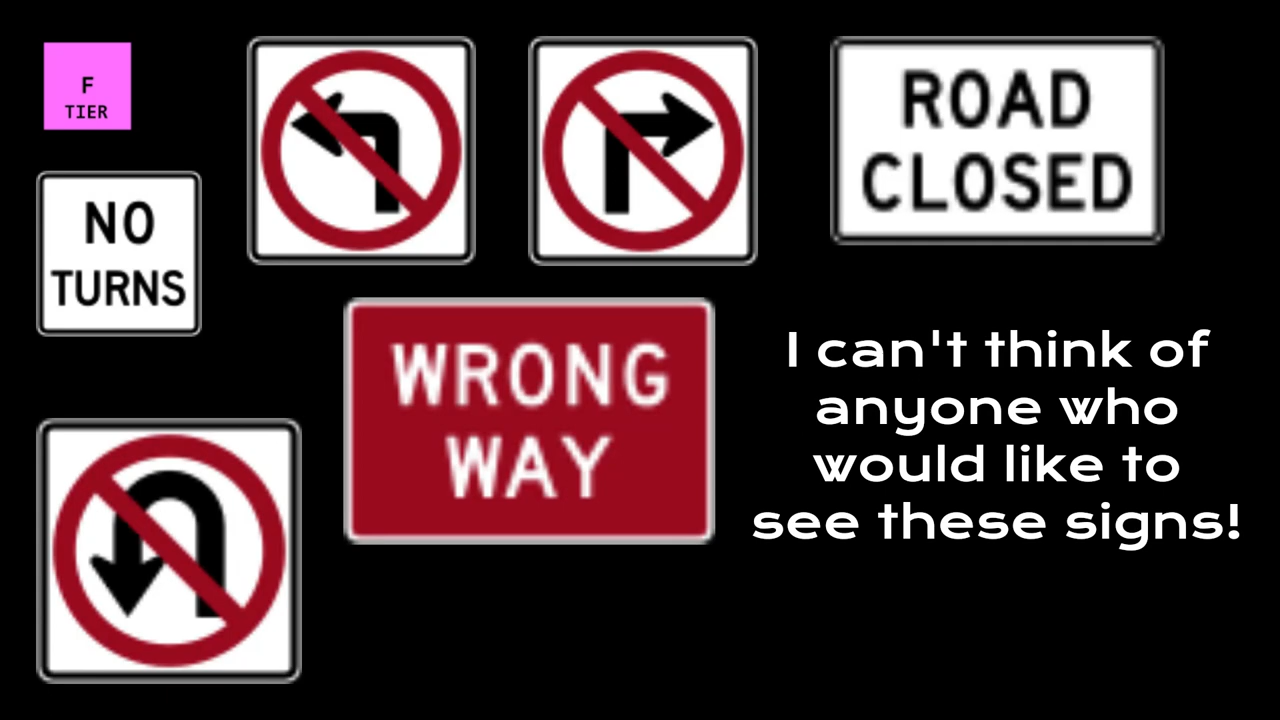 F
TIER
NO
TURNS
ROAD
CLOSED
WRONG
WAY
I can't think of
anyone who
would like to
see these signs!